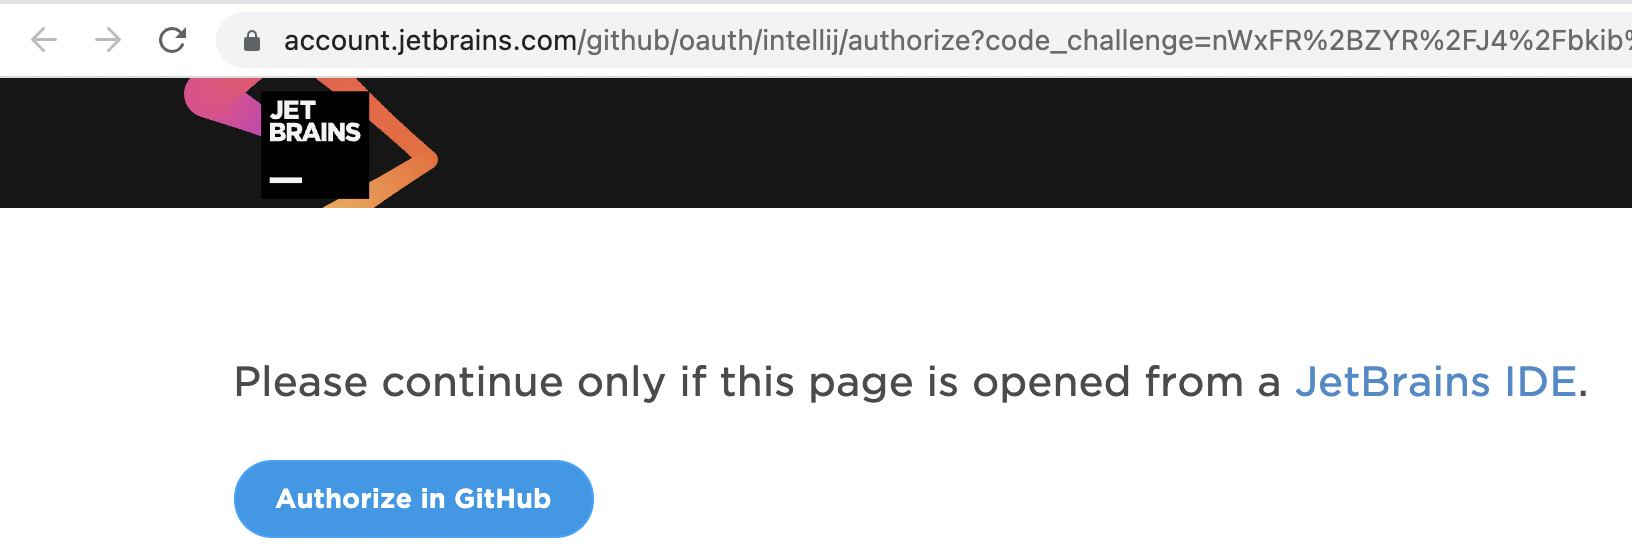 account.jetbrains.com/github/oauth/intellij/authorize?code_challenge=nWxFR%2BZYR%2FJ4%2Fbkib%
JET
BRAINS
Please continue only if this page is opened from a JetBrains IDE.
Authorize in GitHub